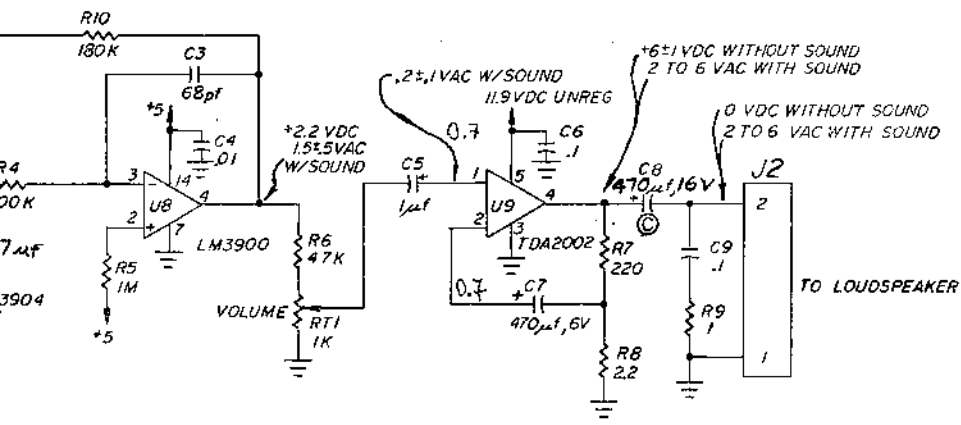 R10
180K
C3
68pf
+5
C4
.01
14
3
−
U8
4
2
+
7
LM3900
R4
00K
7µf
3904
R5
1M
+5
+2.2 VDC
1.5±.5VAC
W/SOUND
R6
47K
VOLUME
RT1
1K
.2±.1VAC W/SOUND
11.9VDC UNREG
0.7
C5
+
1µf
C6
.1
1
5
U9
4
2
3
TDA2002
0.7
+
C7
470µf,6V
+6±1 VDC WITHOUT SOUND
2 TO 6 VAC WITH SOUND
0 VDC WITHOUT SOUND
2 TO 6 VAC WITH SOUND
C8
470µf,16V
+
C
R7
220
R8
2.2
C9
.1
R9
1
J2
2
1
TO LOUDSPEAKER